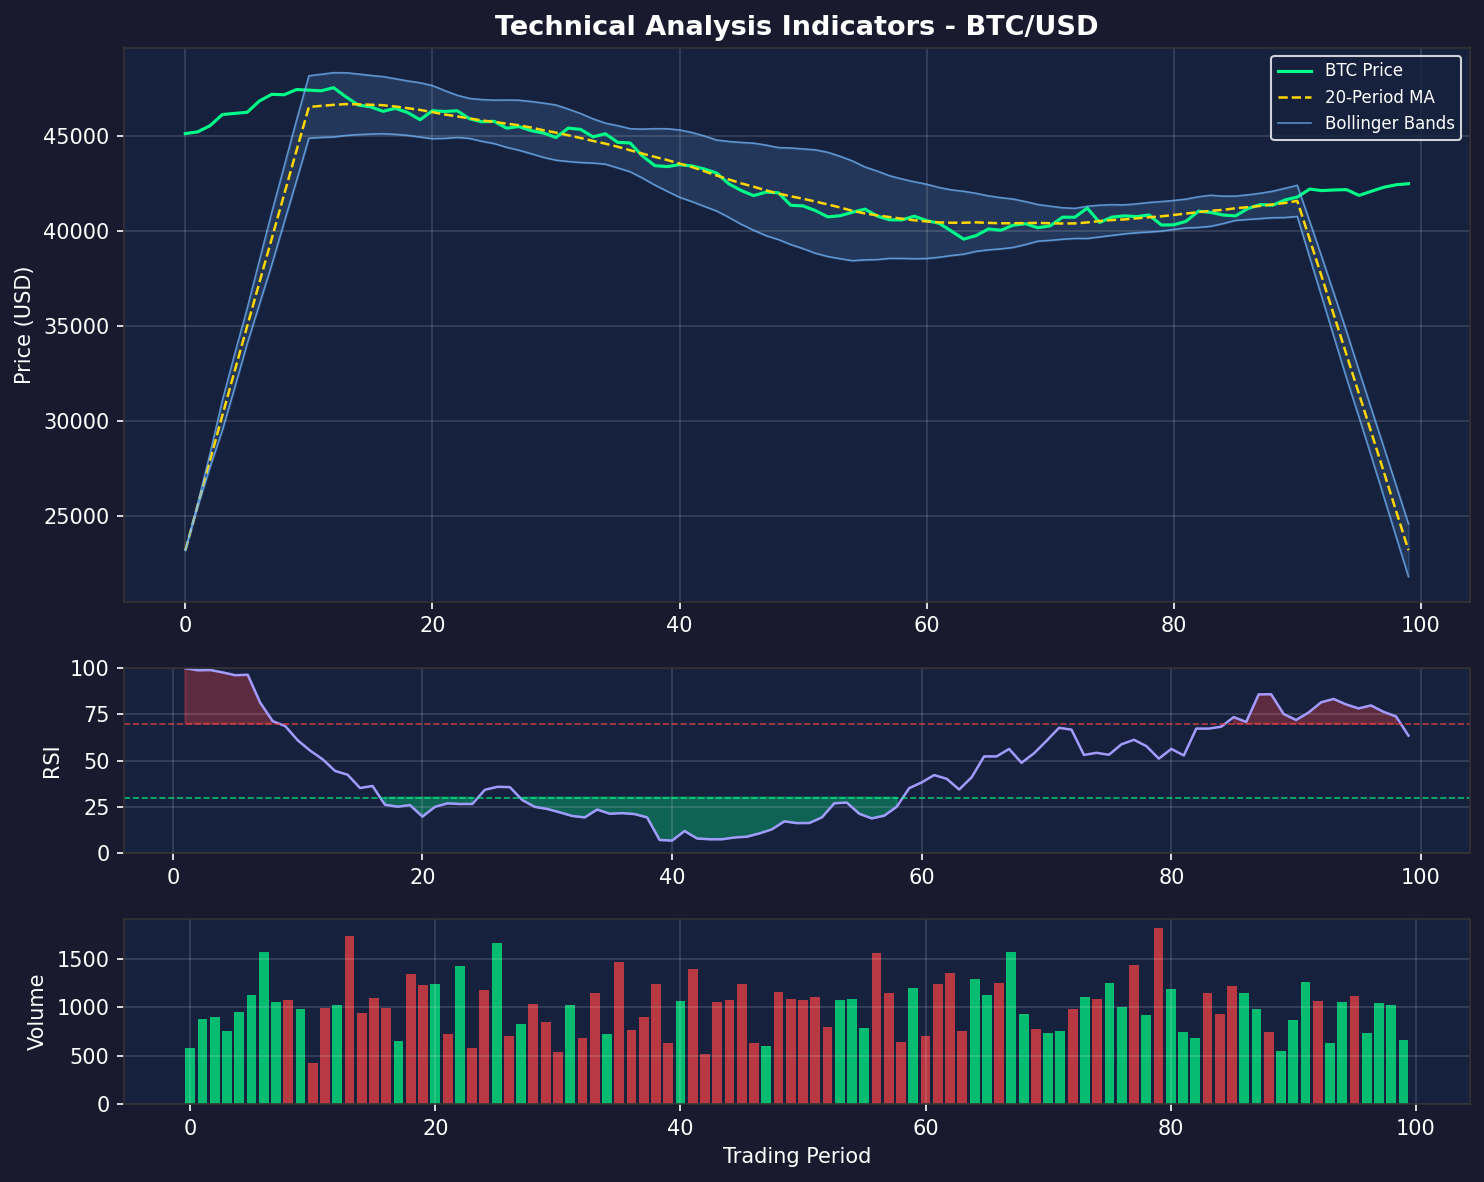 Technical Analysis Indicators - BTC/USD
BTC Price
20-Period MA
Bollinger Bands
Price (USD)
45000
40000
35000
30000
25000
0 20 40 60 80 100
RSI
100
75
50
25
0
0 20 40 60 80 100
Volume
1500
1000
500
0
0 20 40 60 80 100
Trading Period